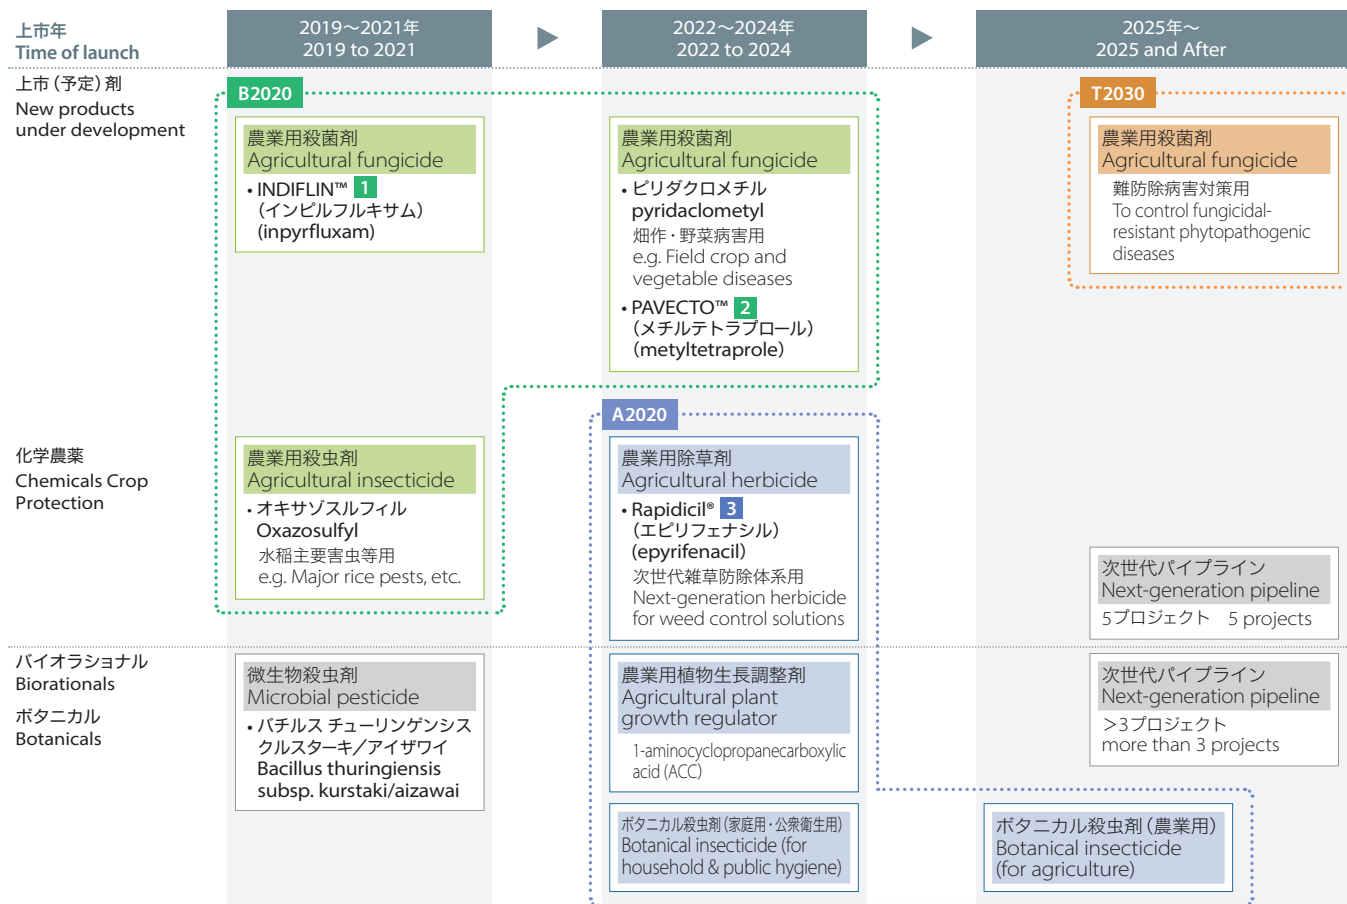 上市年
Time of launch
2019～2021年
2019 to 2021
2022～2024年
2022 to 2024
2025年～
2025 and After
上市（予定）剤
New products
under development
B2020
農業用殺菌剤
Agricultural fungicide
• INDIFLIN™ 1
（インピルフルキサム）
(inpyrfluxam)
農業用殺菌剤
Agricultural fungicide
• ピリダクロメチル
pyridaclometyl
畑作・野菜病害用
e.g. Field crop and
vegetable diseases
• PAVECTO™ 2
（メチルテトラプロール）
(metyltetraprole)
T2030
農業用殺菌剤
Agricultural fungicide
難防除病害対策用
To control fungicidal-
resistant phytopathogenic
diseases
化学農薬
Chemicals Crop
Protection
農業用殺虫剤
Agricultural insecticide
• オキサゾスルフィル
Oxazosulfyl
水稲主要害虫等用
e.g. Major rice pests, etc.
A2020
農業用除草剤
Agricultural herbicide
• Rapidicil® 3
（エピリフェナシル）
(epyrifenacil)
次世代雑草防除体系用
Next-generation herbicide
for weed control solutions
次世代パイプライン
Next-generation pipeline
5プロジェクト 5 projects
バイオラショナル
Biorationals
ボタニカル
Botanicals
微生物殺虫剤
Microbial pesticide
• バチルス チューリンゲンシス
クルスターキ／アイザワイ
Bacillus thuringiensis
subsp. kurstaki/aizawai
農業用植物生長調整剤
Agricultural plant
growth regulator
1-aminocyclopropanecarboxylic
acid (ACC)
次世代パイプライン
Next-generation pipeline
＞3プロジェクト
more than 3 projects
ボタニカル殺虫剤（家庭用・公衆衛生用）
Botanical insecticide (for
household & public hygiene)
ボタニカル殺虫剤（農業用）
Botanical insecticide
(for agriculture)